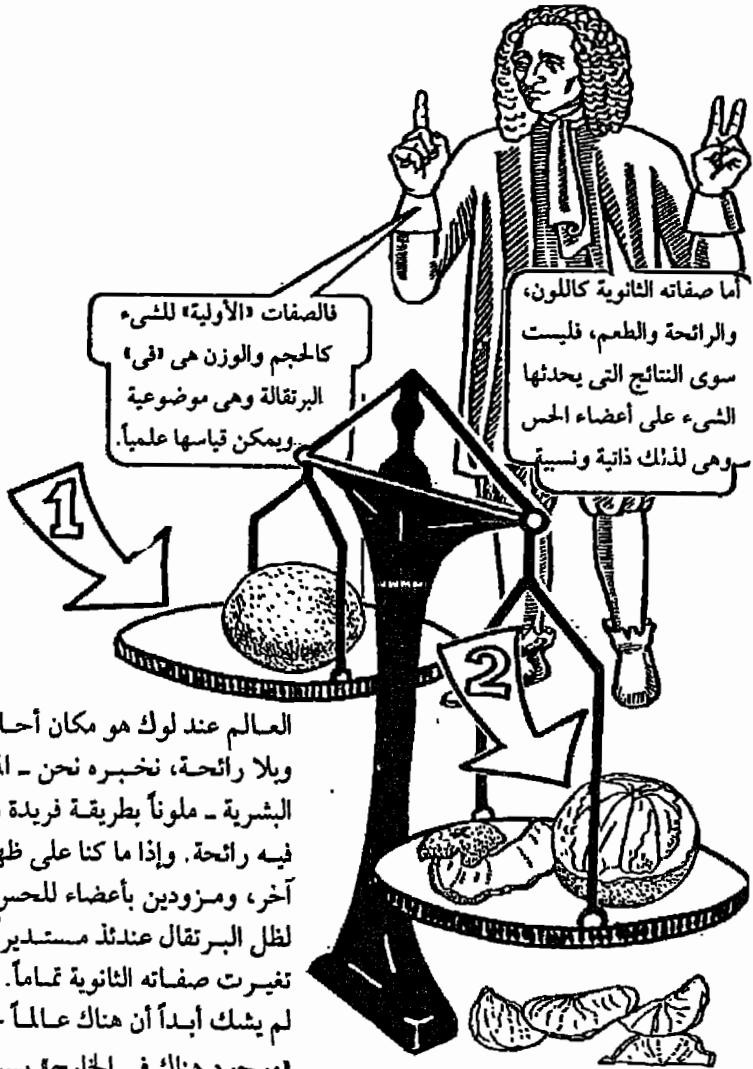 أما صفاته الثانوية كاللون،
والرائحة والطعم، فليست
سوى النتائج التى يحدثها
الشىء على أعضاء الحس
وهى لذلك ذاتية ونسبية
فالصفات «الأولية» للشىء
كالحجم والوزن هى «فى»
البرتقالة وهى موضوعية
ويمكن قياسها علمياً.
1
2
العالم عند لوك هو مكان
وبلا رائحة، نخبره نحن -
البشرية - ملوناً بطريقة فريدة
فيه رائحة. وإذا ما كنا على
آخر، ومزودين بأعضاء للحس
لظل البرتقال عندئذ مستديراً
تغيرت صفاته الثانوية تماماً.
لم يشك أبداً أن هناك عالماً
هناك فى